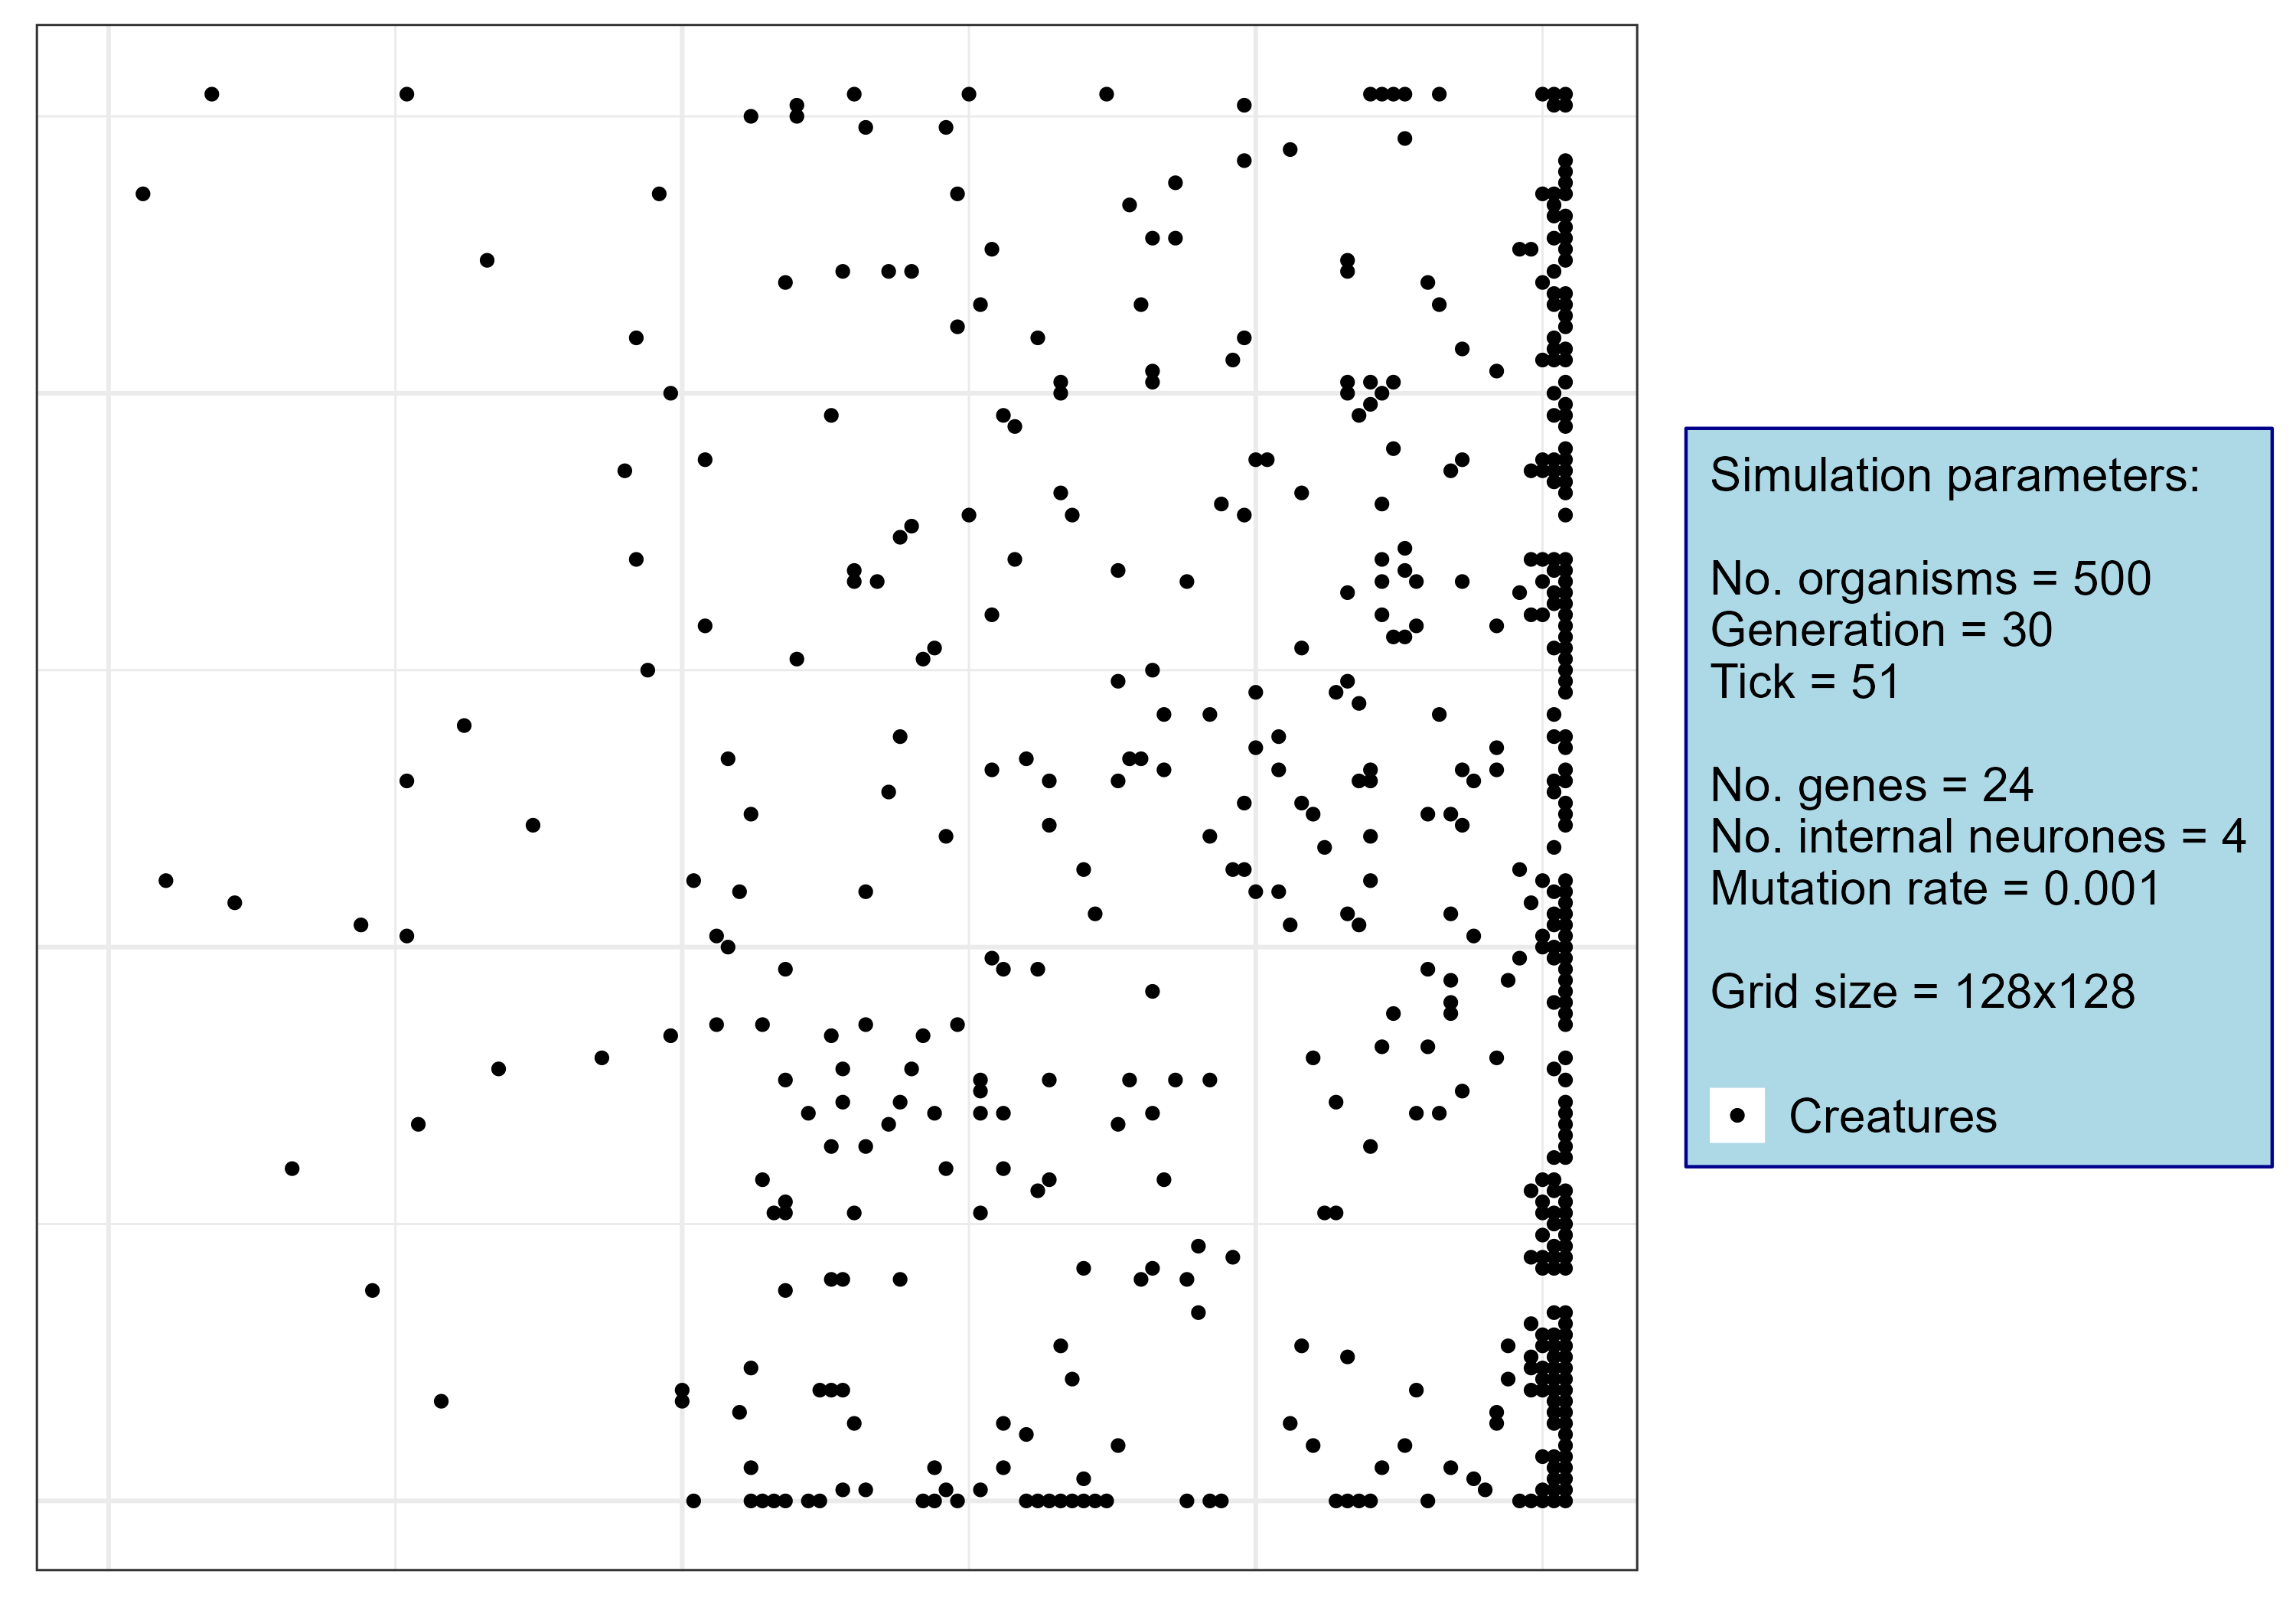 Simulation parameters:
No. organisms = 500
Generation = 30
Tick = 51
No. genes = 24
No. internal neurones = 4
Mutation rate = 0.001
Grid size = 128x128
Creatures